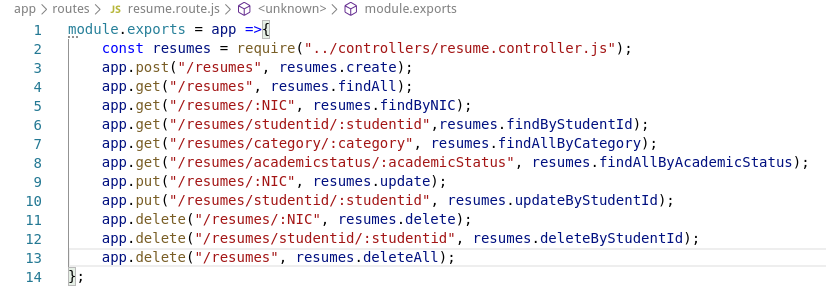 app > routes > JS resume.route.js > <unknown> > module.exports
1 module.exports = app =>{
2 const resumes = require("../controllers/resume.controller.js");
3 app.post("/resumes", resumes.create);
4 app.get("/resumes", resumes.findAll);
5 app.get("/resumes/:NIC", resumes.findByNIC);
6 app.get("/resumes/studentid/:studentid",resumes.findByStudentId);
7 app.get("/resumes/category/:category", resumes.findAllByCategory);
8 app.get("/resumes/academicstatus/:academicStatus", resumes.findAllByAcademicStatus);
9 app.put("/resumes/:NIC", resumes.update);
10 app.put("/resumes/studentid/:studentid", resumes.updateByStudentId);
11 app.delete("/resumes/:NIC", resumes.delete);
12 app.delete("/resumes/studentid/:studentid", resumes.deleteByStudentId);
13 app.delete("/resumes", resumes.deleteAll);
14 };